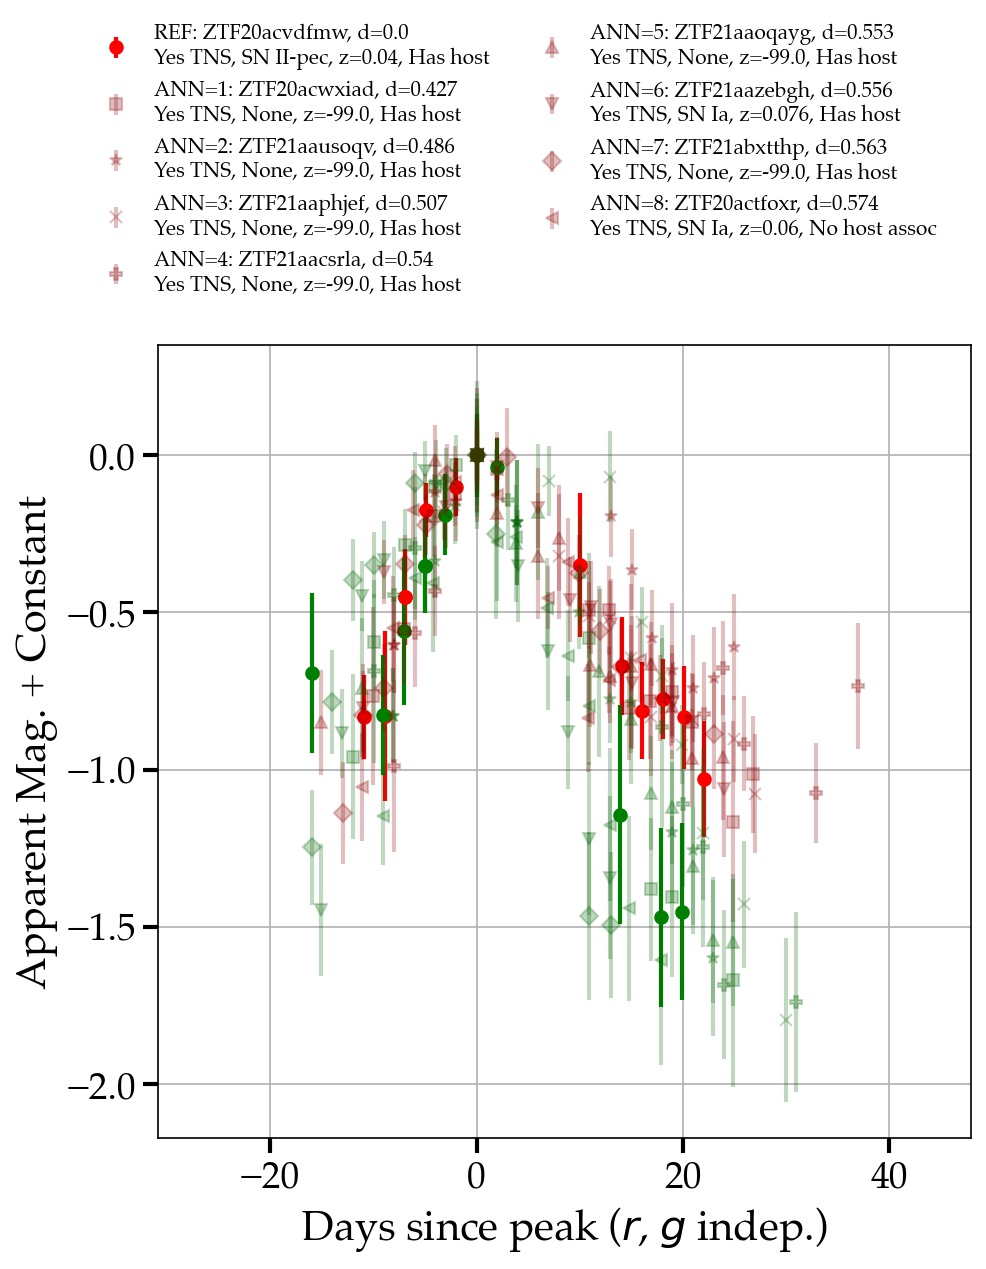 REF: ZTF20acvdfmw, d=0.0
Yes TNS, SN II-pec, z=0.04, Has host
ANN=1: ZTF20acwxiad, d=0.427
Yes TNS, None, z=-99.0, Has host
ANN=2: ZTF21aausoqv, d=0.486
Yes TNS, None, z=-99.0, Has host
ANN=3: ZTF21aaphjef, d=0.507
Yes TNS, None, z=-99.0, Has host
ANN=4: ZTF21aacsrla, d=0.54
Yes TNS, None, z=-99.0, Has host
ANN=5: ZTF21aaoqayg, d=0.553
Yes TNS, None, z=-99.0, Has host
ANN=6: ZTF21aazebgh, d=0.556
Yes TNS, SN Ia, z=0.076, Has host
ANN=7: ZTF21abxtthp, d=0.563
Yes TNS, None, z=-99.0, Has host
ANN=8: ZTF20actfoxr, d=0.574
Yes TNS, SN Ia, z=0.06, No host assoc
Apparent Mag. + Constant
0.0
−0.5
−1.0
−1.5
−2.0
−20 0 20 40
Days since peak (r, g indep.)